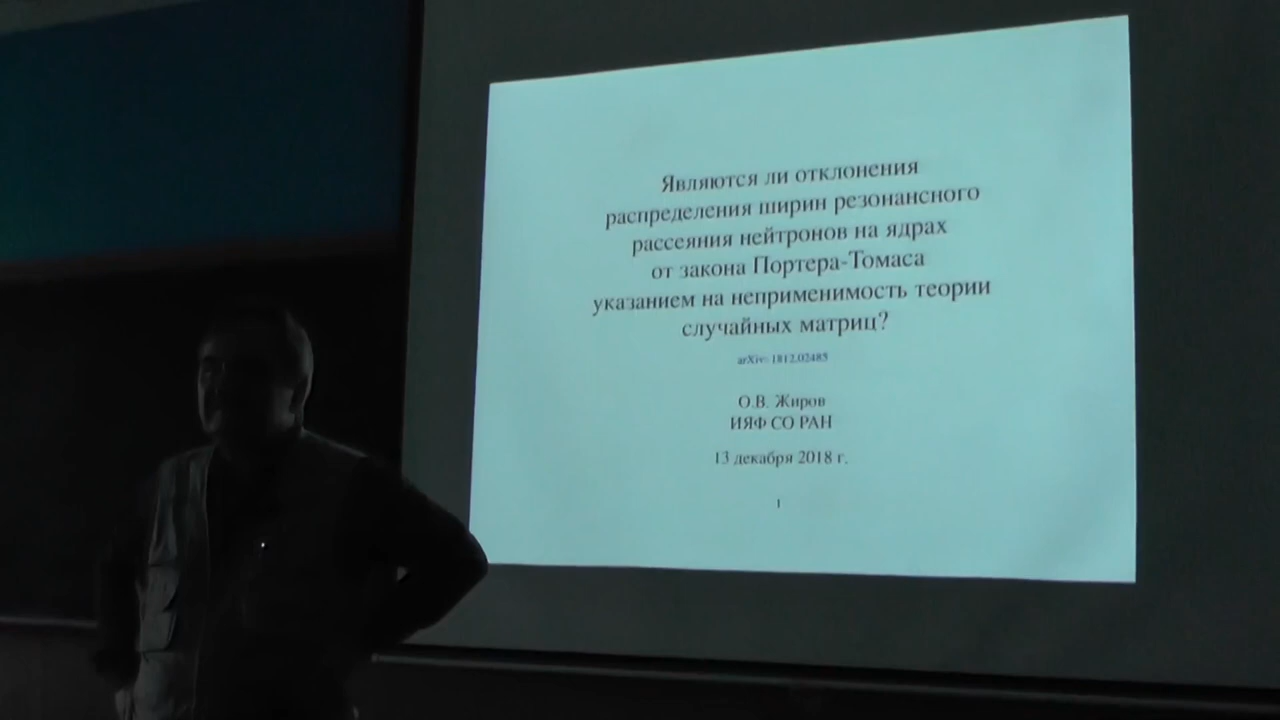 Являются ли отклонения
распределения ширин резонансного
рассеяния нейтронов на ядрах
от закона Портера-Томаса
указанием на неприменимость теории
случайных матриц?
arXiv: 1812.02485
О.В. Жиров
ИЯФ СО РАН
13 декабря 2018 г.
1